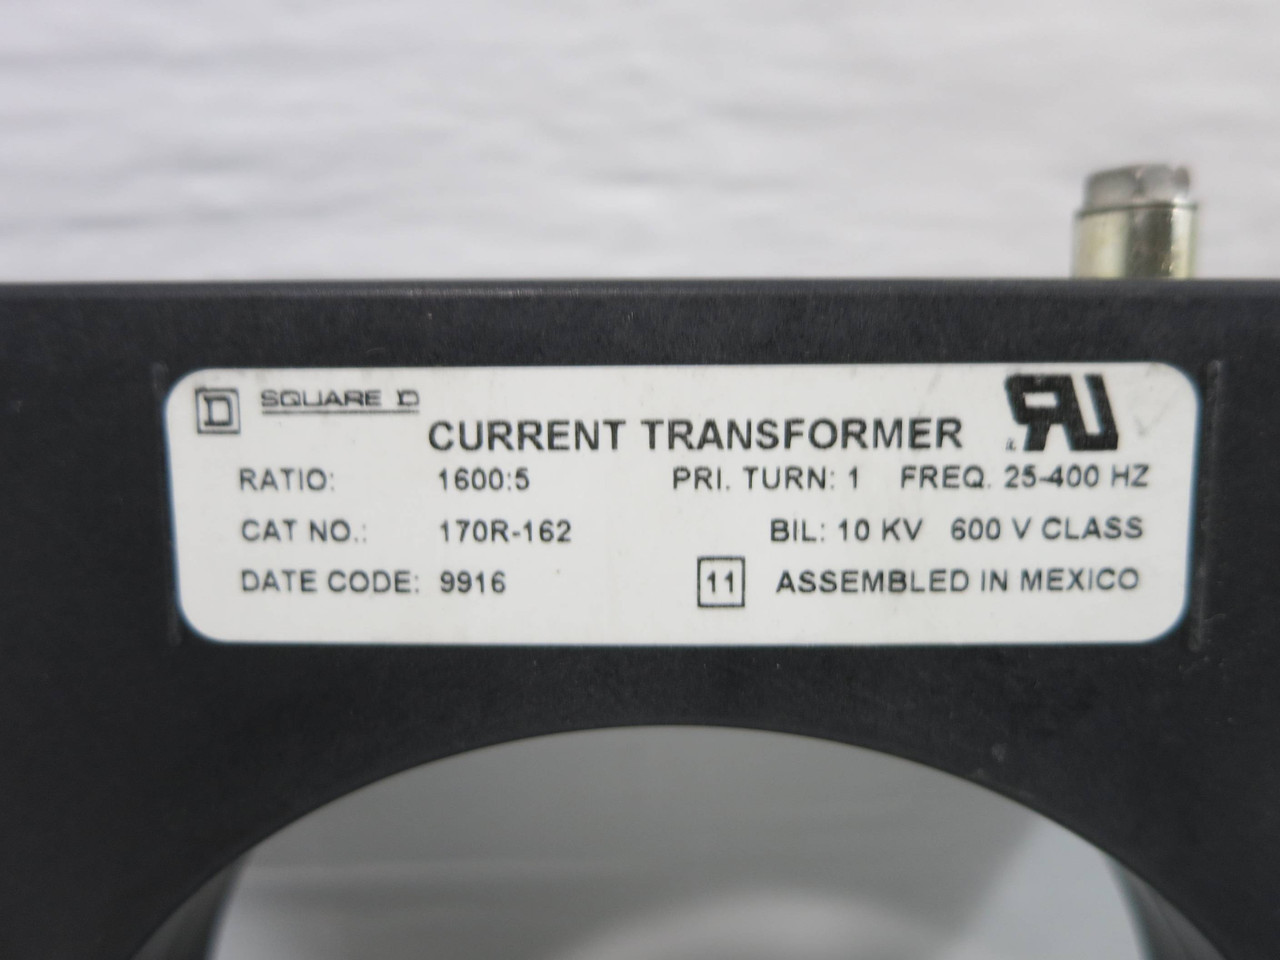 D SQUARE D
CURRENT TRANSFORMER
RATIO: 1600:5 PRI. TURN: 1 FREQ. 25-400 HZ
CAT NO.: 170R-162 BIL: 10 KV 600 V CLASS
DATE CODE: 9916 11 ASSEMBLED IN MEXICO